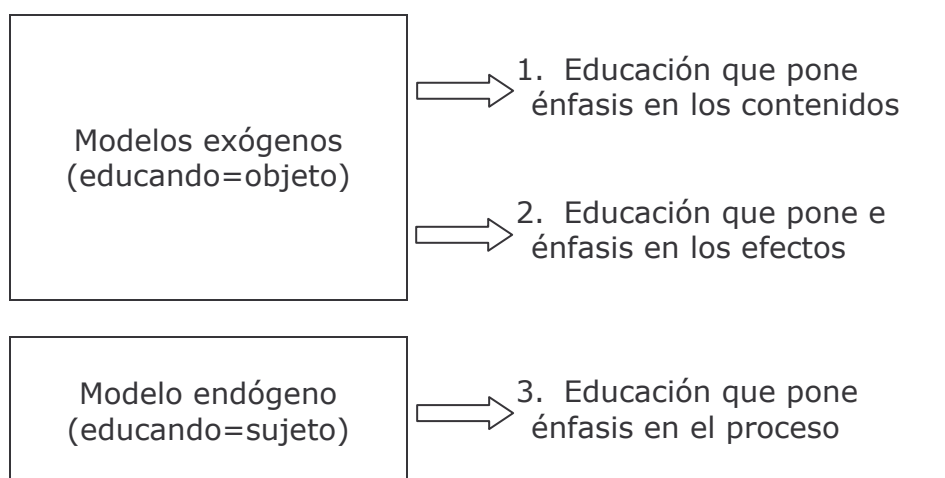 Modelos exógenos
(educando=objeto)
1. Educación que pone
énfasis en los contenidos
2. Educación que pone e
énfasis en los efectos
Modelo endógeno
(educando=sujeto)
3. Educación que pone
énfasis en el proceso